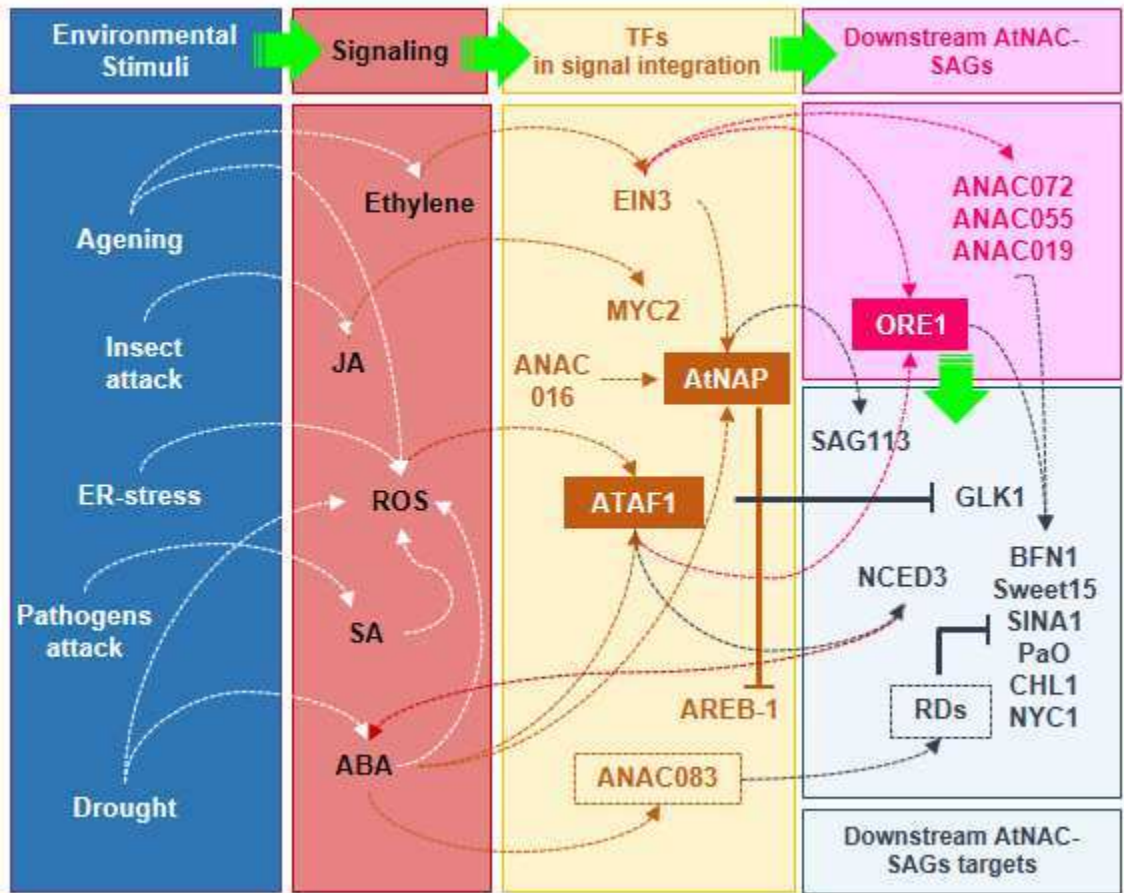 Environmental
Stimuli
Signaling
TFs
in signal integration
Downstream AtNAC-
SAGs
Agening
Insect
attack
ER-stress
Pathogens
attack
Drought
Ethylene
JA
ROS
SA
ABA
EIN3
MYC2
ANAC
016
AtNAP
ATAF1
AREB-1
ANAC083
ANAC072
ANAC055
ANAC019
ORE1
SAG113
GLK1
NCED3
BFN1
Sweet15
SINA1
PaO
CHL1
NYC1
RDs
Downstream AtNAC-
SAGs targets